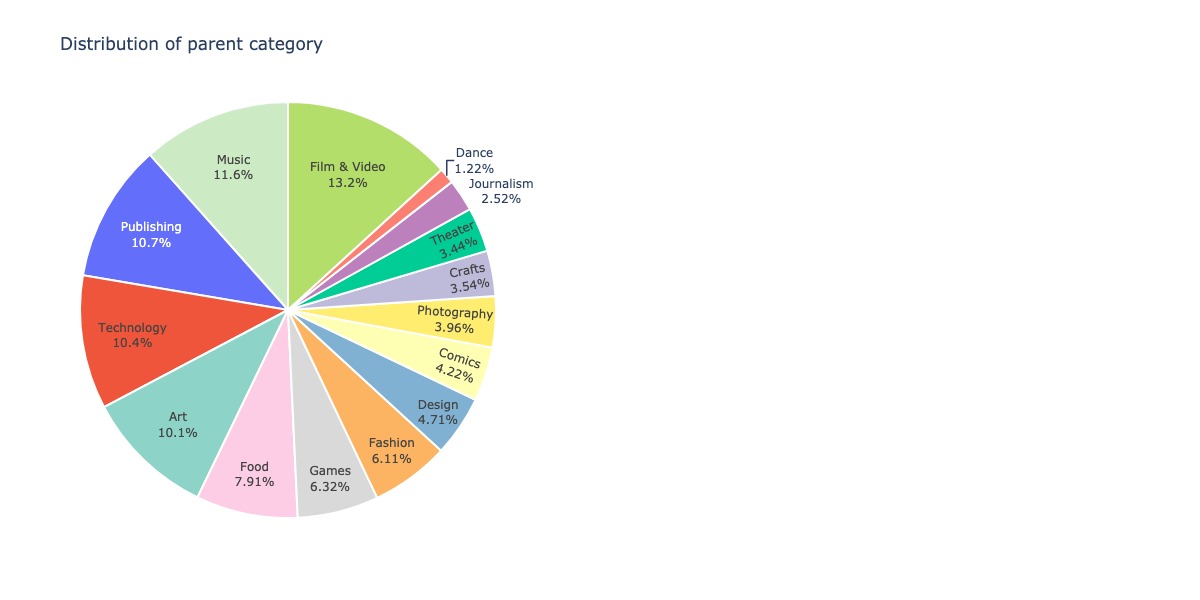 Distribution of parent category
Film & Video
13.2%
Dance
1.22%
Journalism
2.52%
Theater
3.44%
Crafts
3.54%
Photography
3.96%
Comics
4.22%
Design
4.71%
Fashion
6.11%
Games
6.32%
Food
7.91%
Art
10.1%
Technology
10.4%
Publishing
10.7%
Music
11.6%